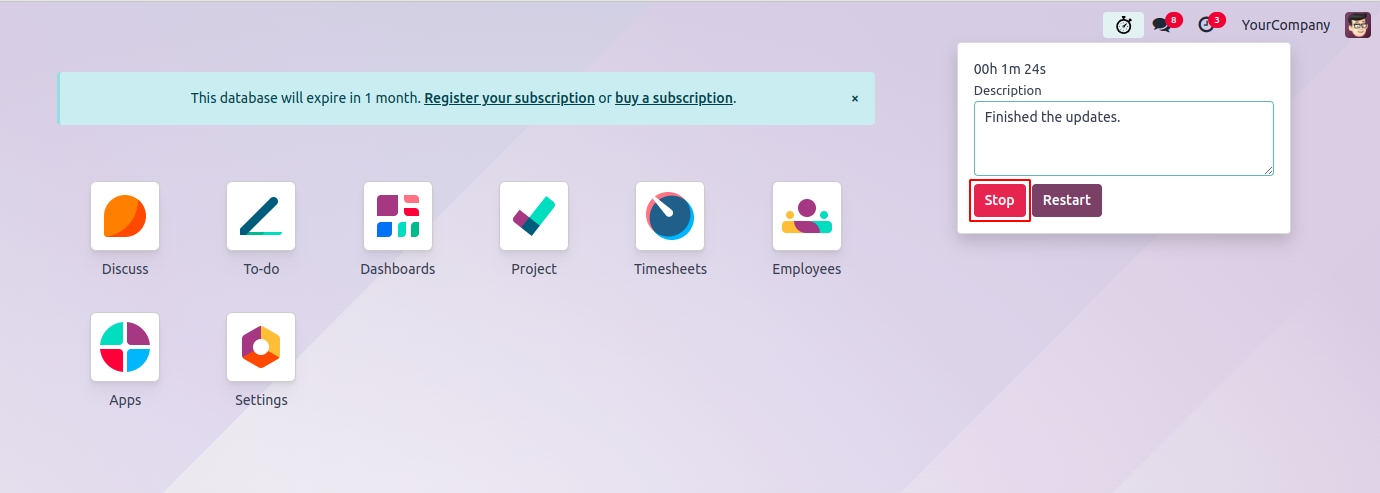 8
3
YourCompany
00h 1m 24s
Description
Finished the updates.
Stop
Restart
This database will expire in 1 month. Register your subscription or buy a subscription.
×
Discuss
To-do
Dashboards
Project
Timesheets
Employees
Apps
Settings